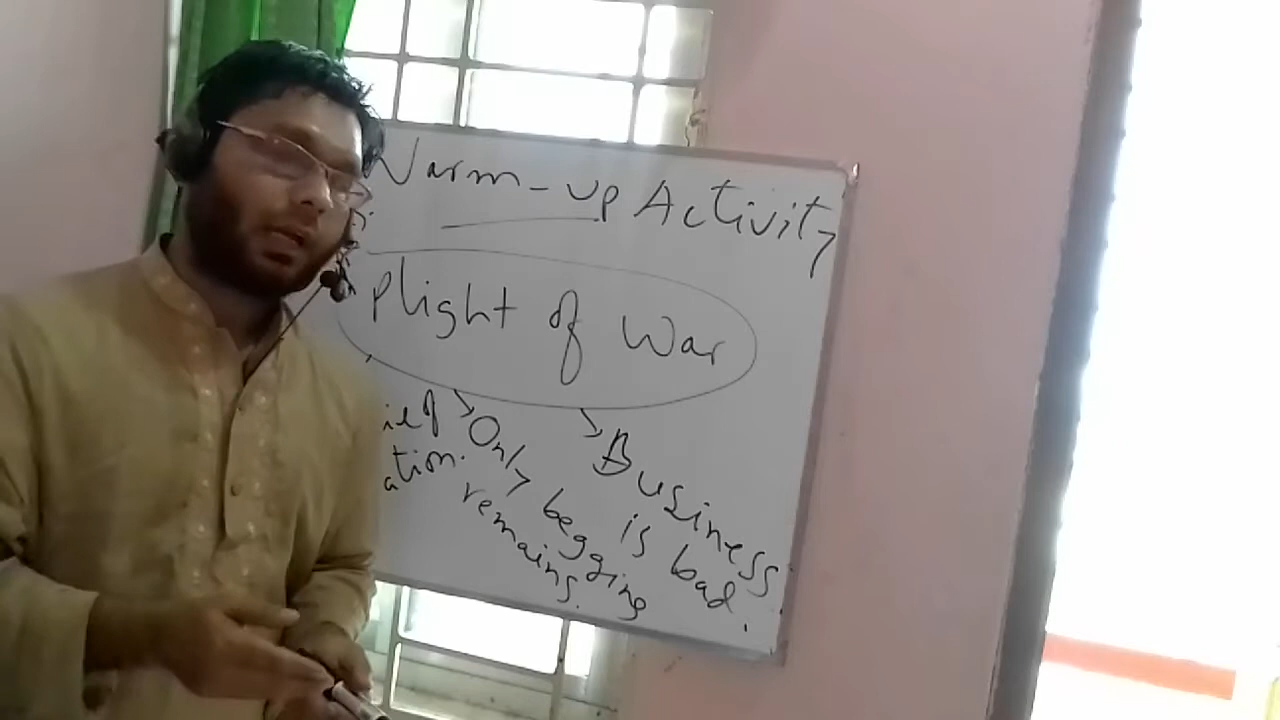 Warm-up Activity
Plight of War
Only begging
remains.
Business
is bad.